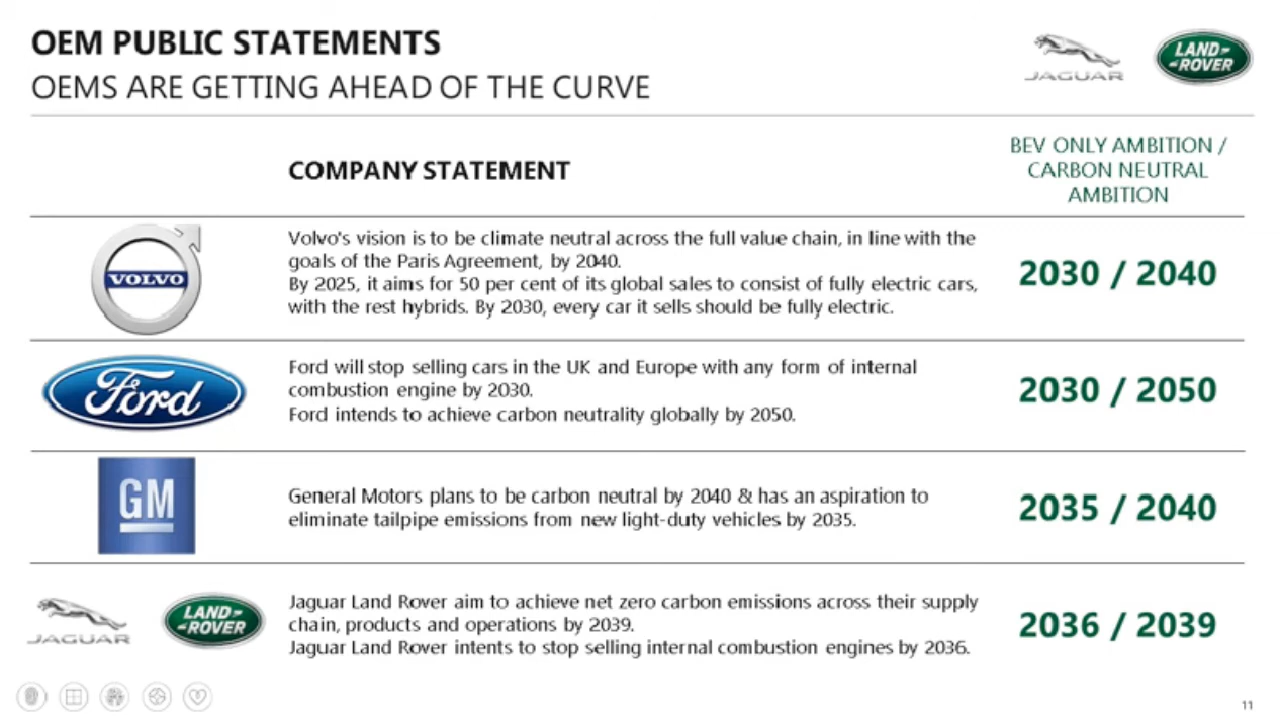 OEM PUBLIC STATEMENTS
OEMS ARE GETTING AHEAD OF THE CURVE
JAGUAR
LAND-
-ROVER
COMPANY STATEMENT
BEV ONLY AMBITION /
CARBON NEUTRAL
AMBITION
VOLVO
Volvo's vision is to be climate neutral across the full value chain, in line with the
goals of the Paris Agreement, by 2040.
By 2025, it aims for 50 per cent of its global sales to consist of fully electric cars,
with the rest hybrids. By 2030, every car it sells should be fully electric.
2030 / 2040
Ford
Ford will stop selling cars in the UK and Europe with any form of internal
combustion engine by 2030.
Ford intends to achieve carbon neutrality globally by 2050.
2030 / 2050
GM
General Motors plans to be carbon neutral by 2040 & has an aspiration to
eliminate tailpipe emissions from new light-duty vehicles by 2035.
2035 / 2040
JAGUAR
LAND-
-ROVER
Jaguar Land Rover aim to achieve net zero carbon emissions across their supply
chain, products and operations by 2039.
Jaguar Land Rover intents to stop selling internal combustion engines by 2036.
2036 / 2039
11